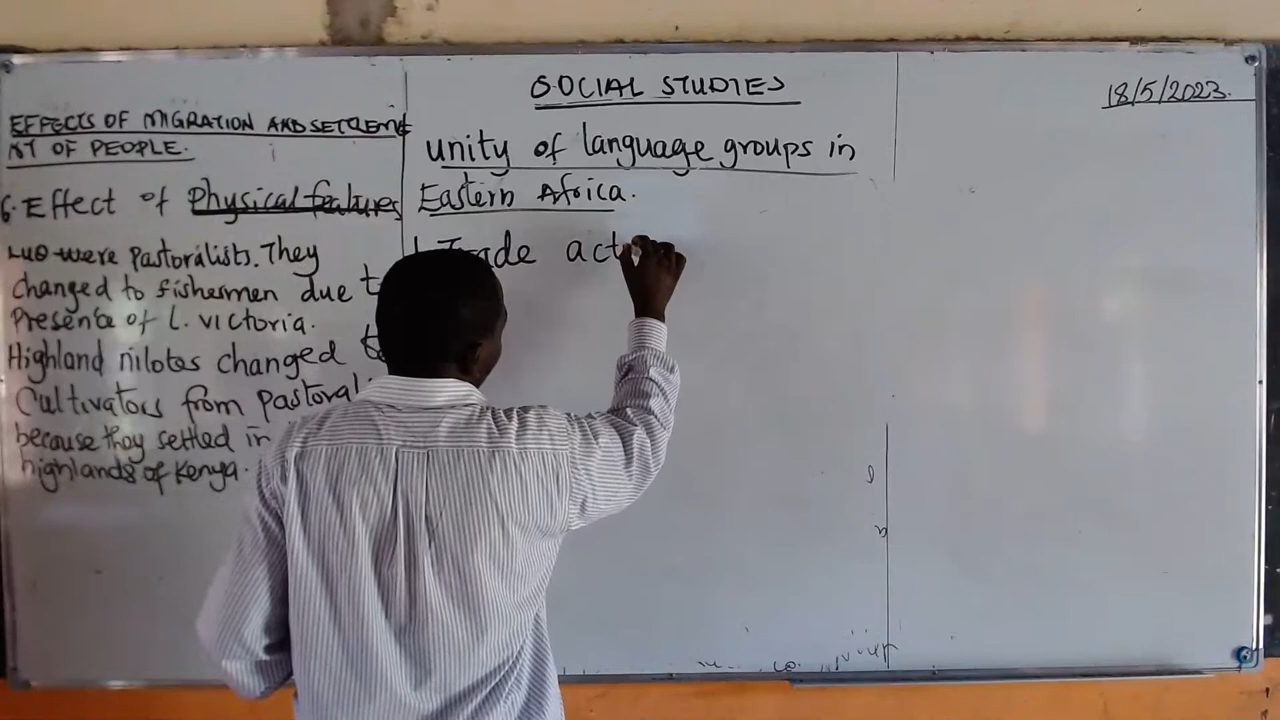 SOCIAL STUDIES
18/5/2023.
EFFECTS OF MIGRATION AND SETTLEME
NT OF PEOPLE.
6. Effect of Physical features
Luo were Pastoralists. They
changed to fishermen due t
Presence of L. victoria.
Highland nilotes changed
Cultivators from pastoral
because they settled in
highlands of Kenya.
unity of language groups in
Eastern Africa.
1. Trade act